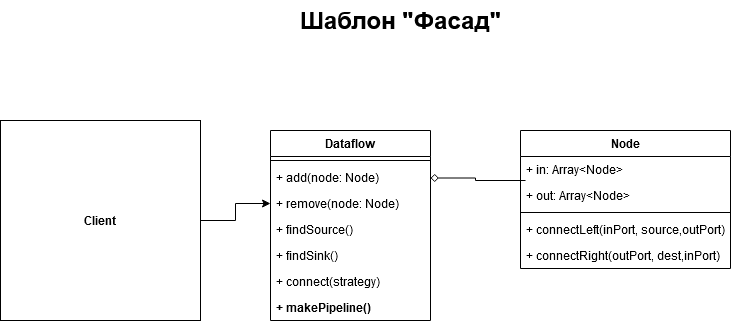 Шаблон "Фасад"
Client
Dataflow
+ add(node: Node)
+ remove(node: Node)
+ findSource()
+ findSink()
+ connect(strategy)
+ makePipeline()
Node
+ in: Array<Node>
+ out: Array<Node>
+ connectLeft(inPort, source,outPort)
+ connectRight(outPort, dest,inPort)